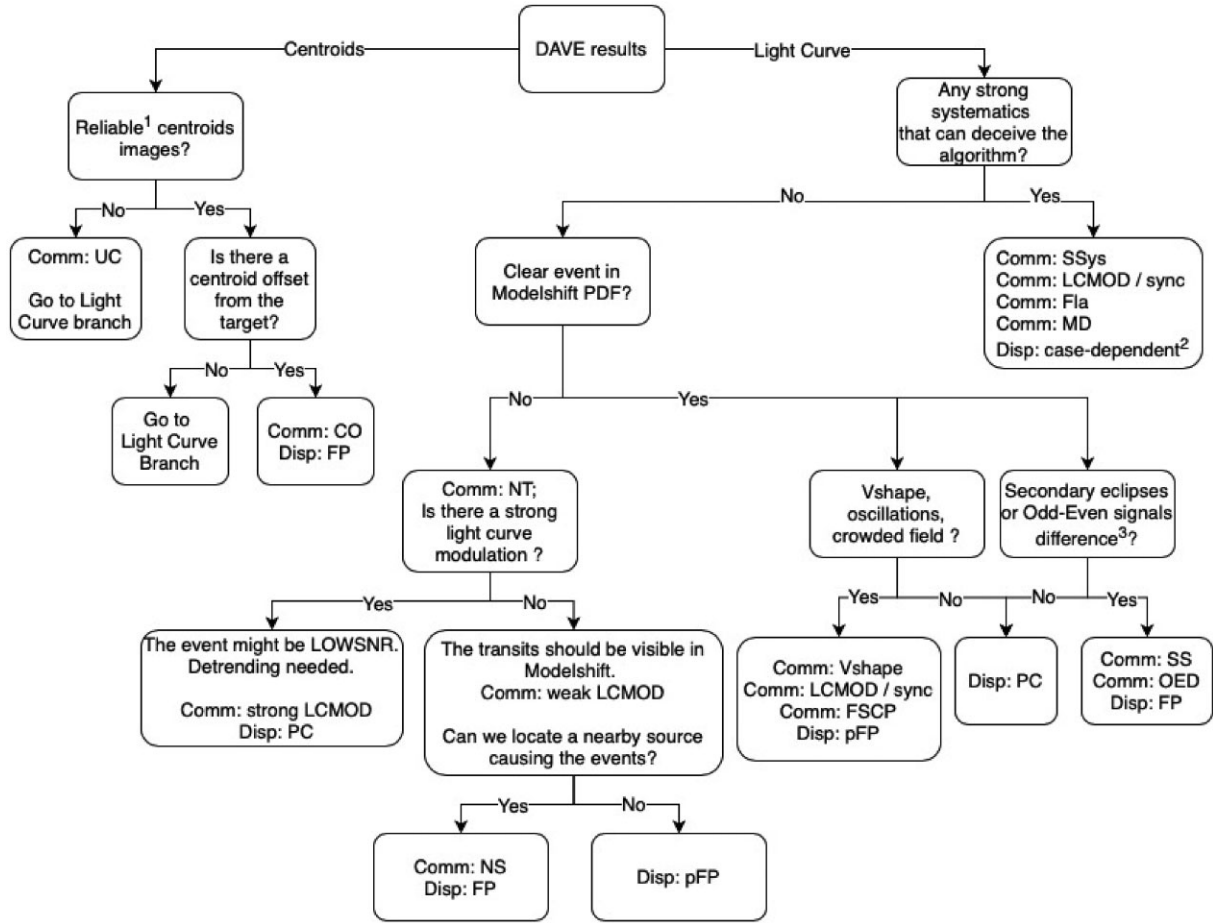 Centroids
DAVE results
Light Curve
Reliable¹ centroids
images?
Any strong
systematics
that can deceive the
algorithm?
No
Yes
No
Yes
Comm: UC
Go to Light
Curve branch
Is there a
centroid offset
from the
target?
Clear event in
Modelshift PDF?
Comm: SSys
Comm: LCMOD / sync
Comm: Fla
Comm: MD
Disp: case-dependent²
No
Yes
No
Yes
Go to
Light Curve
Branch
Comm: CO
Disp: FP
Comm: NT;
Is there a strong
light curve
modulation ?
Vshape,
oscillations,
crowded field ?
Secondary eclipses
or Odd-Even signals
difference³?
Yes
No
Yes
No
No
Yes
The event might be LOWSNR.
Detrending needed.
Comm: strong LCMOD
Disp: PC
The transits should be visible in
Modelshift.
Comm: weak LCMOD
Can we locate a nearby source
causing the events?
Comm: Vshape
Comm: LCMOD / sync
Comm: FSCP
Disp: pFP
Disp: PC
Comm: SS
Comm: OED
Disp: FP
Yes
No
Comm: NS
Disp: FP
Disp: pFP